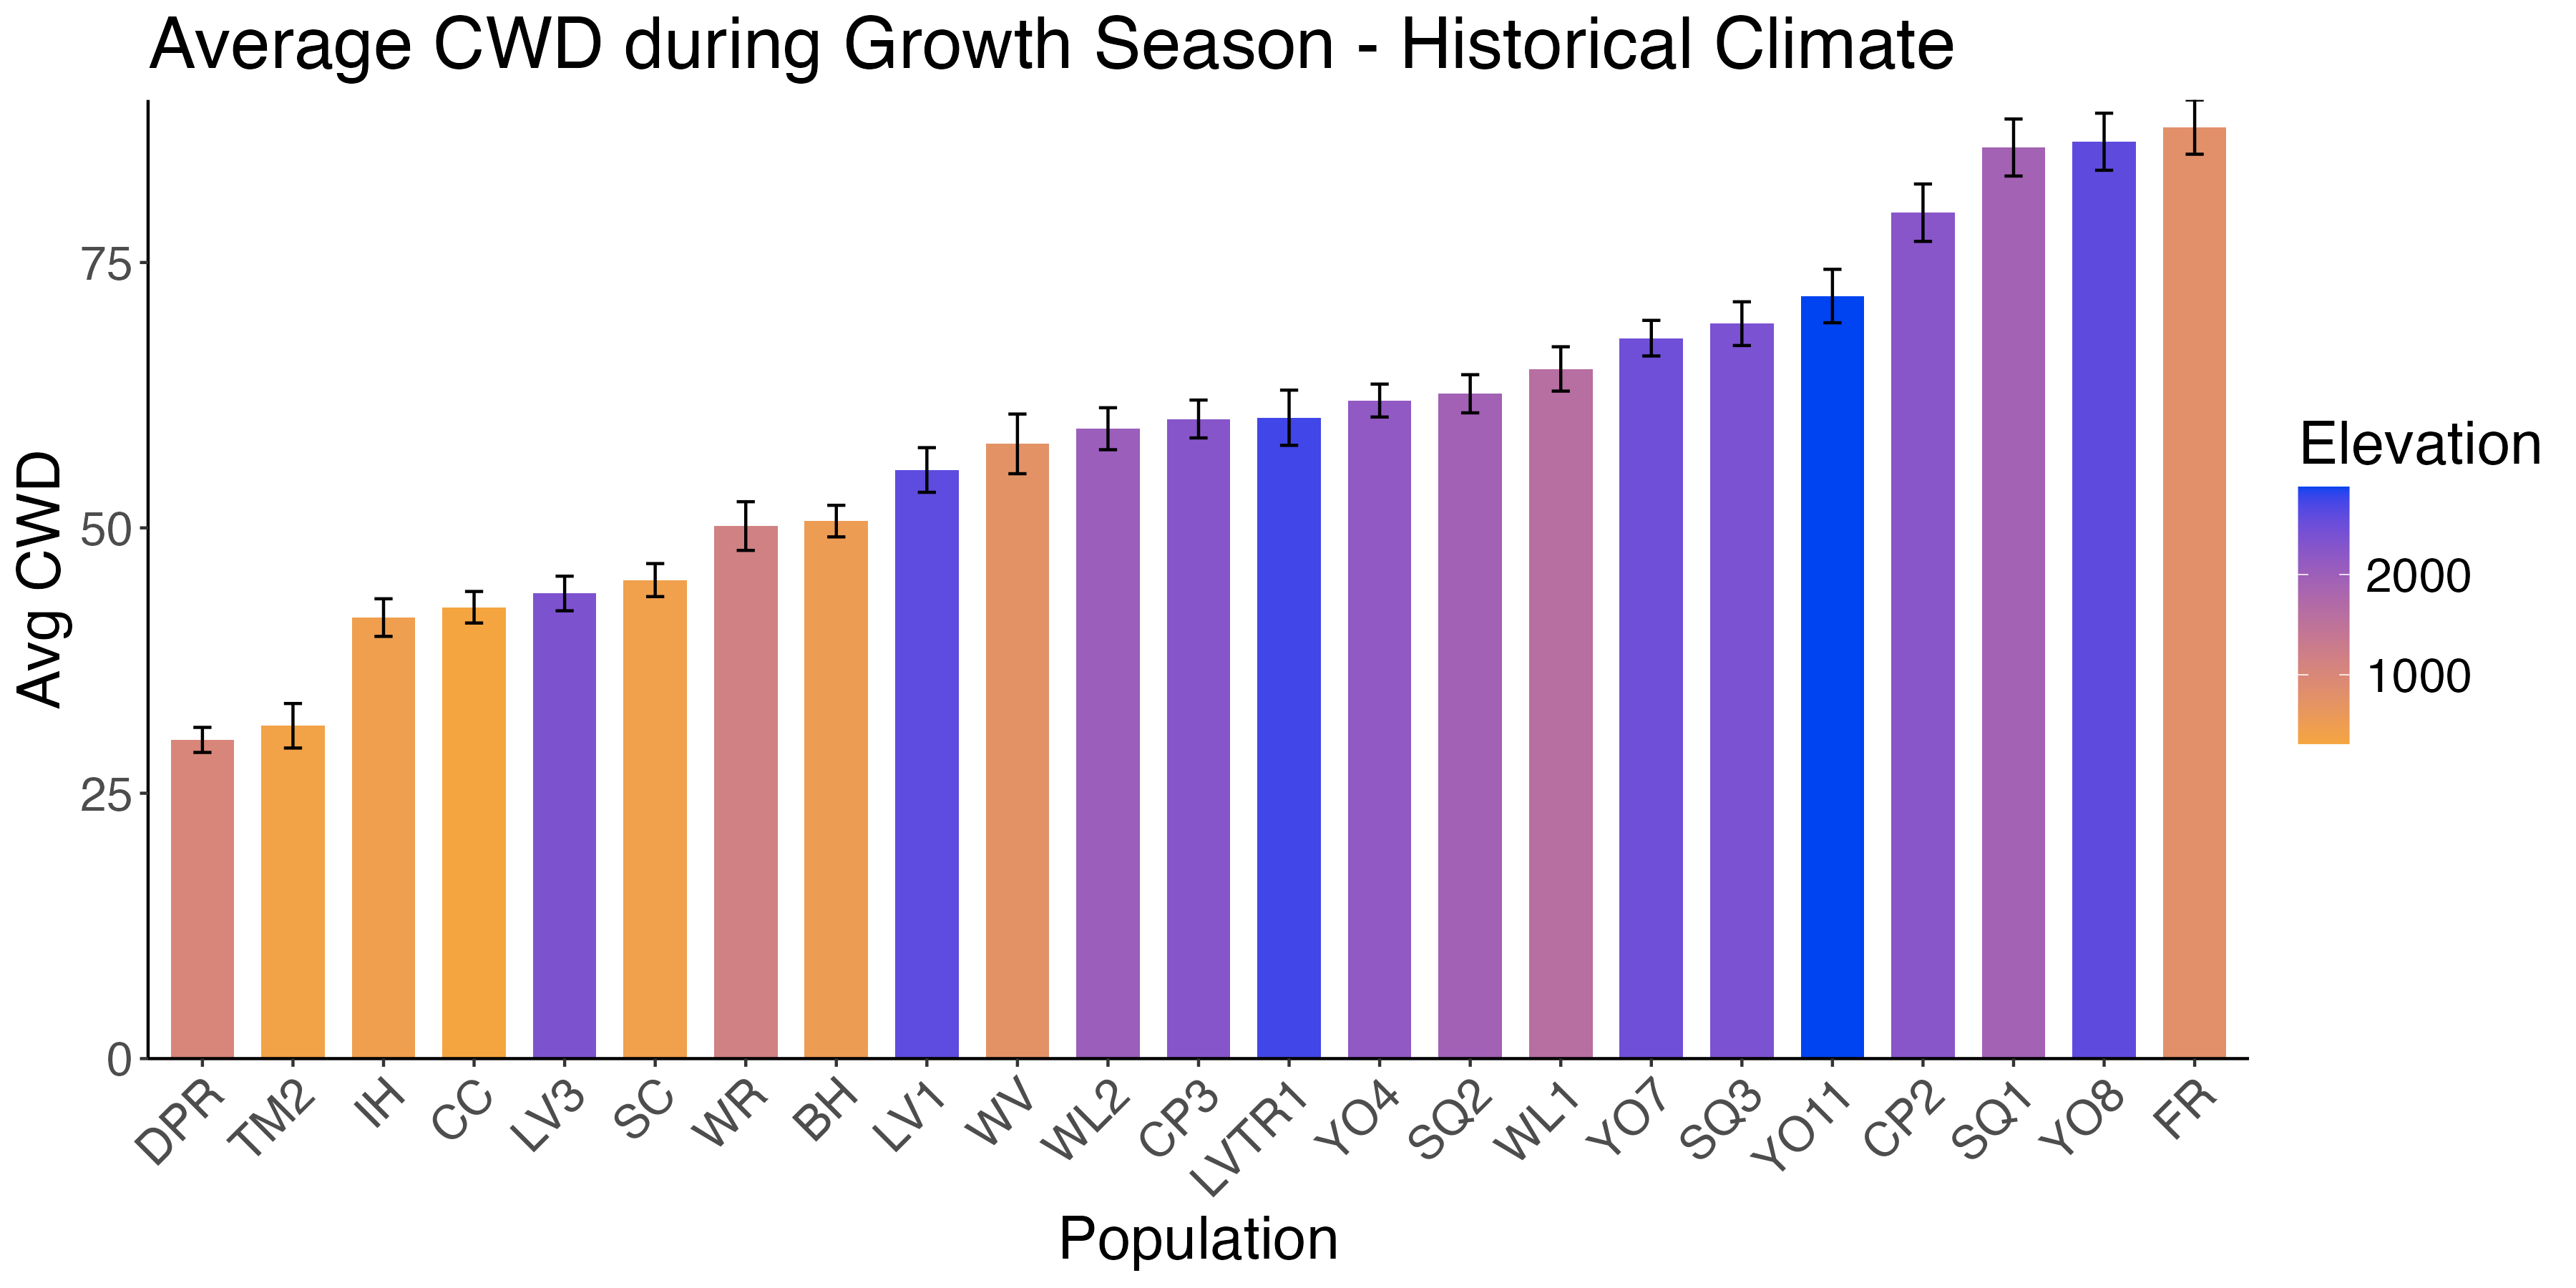 Average CWD during Growth Season - Historical Climate
Avg CWD
75
50
25
0
DPR
TM2
IH
CC
LV3
SC
WR
BH
LV1
WV
WL2
CP3
LVTR1
YO4
SQ2
WL1
YO7
SQ3
YO11
CP2
SQ1
YO8
FR
Population
Elevation
2000
1000